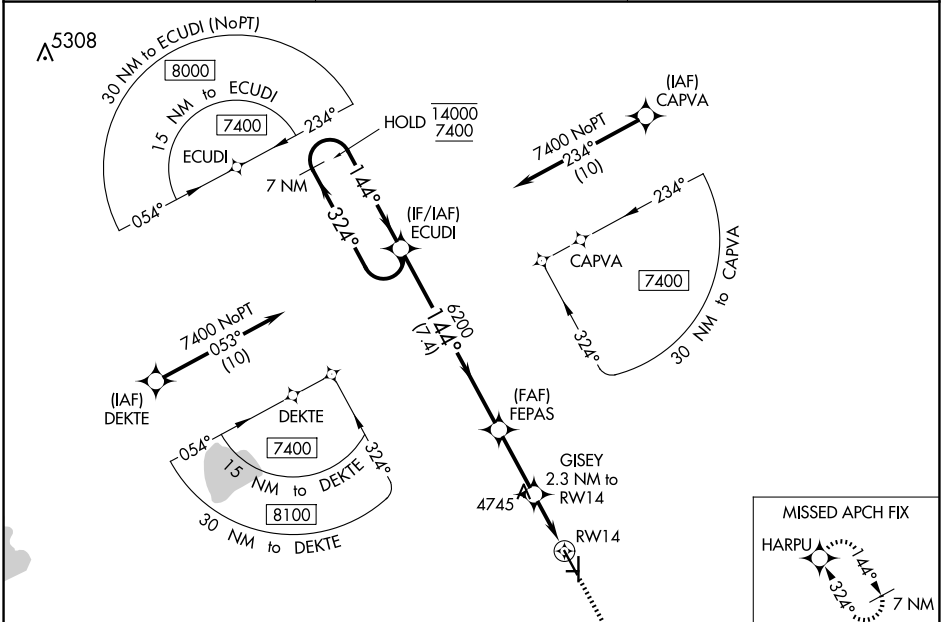 5308
30 NM to ECUDI (NoPT)
8000
15 NM to ECUDI
7400
234°
ECUDI
054°
HOLD
14000
7400
7 NM
144°
324°
(IF/IAF)
ECUDI
(IAF)
CAPVA
7400 NoPT
234°
(10)
234°
CAPVA
7400
324°
30 NM to CAPVA
7400 NoPT
053°
(10)
(IAF)
DEKTE
6200
144°
(7.4)
(FAF)
FEPAS
054°
DEKTE
7400
324°
15 NM to DEKTE
8100
30 NM to DEKTE
GISEY
2.3 NM to
RW14
4745
RW14
MISSED APCH FIX
HARPU
144°
324°
7 NM